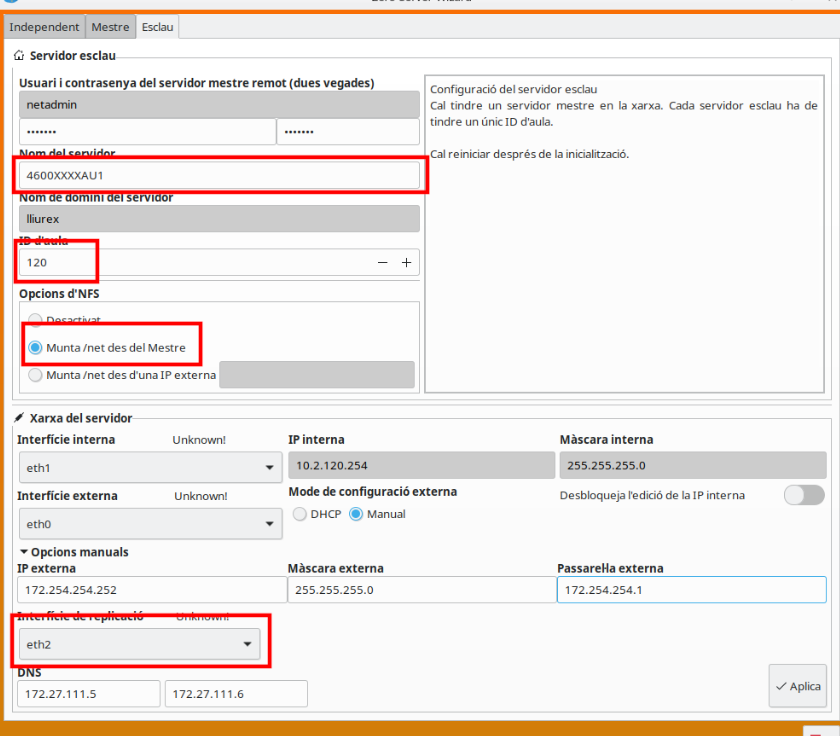 Independent Mestre Esclau
Servidor esclau
Usuari i contrasenya del servidor mestre remot (dues vegades)
netadmin
••••••• •••••••
Nom del servidor
4600XXXXAU1
Nom de domini del servidor
lliurex
ID d'aula
120 — +
Opcions d'NFS
Desactivat
Munta /net des del Mestre
Munta /net des d'una IP externa
Configuració del servidor esclau
Cal tindre un servidor mestre en la xarxa. Cada servidor esclau ha de
tindre un únic ID d'aula.
Cal reiniciar després de la inicialització.
Xarxa del servidor
Interfície interna Unknown! IP interna Màscara interna
eth1 10.2.120.254 255.255.255.0
Interfície externa Unknown! Mode de configuració externa Desbloqueja l'edició de la IP interna
eth0 DHCP Manual
Opcions manuals
IP externa Màscara externa Passarel·la externa
172.254.254.252 255.255.255.0 172.254.254.1
Interfície de replicació Unknown!
eth2
DNS
172.27.111.5 172.27.111.6
Aplica